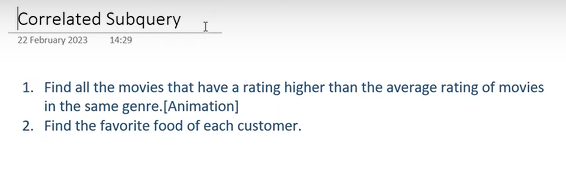 Correlated Subquery
22 February 2023 14:29
1. Find all the movies that have a rating higher than the average rating of movies
in the same genre.[Animation]
2. Find the favorite food of each customer.